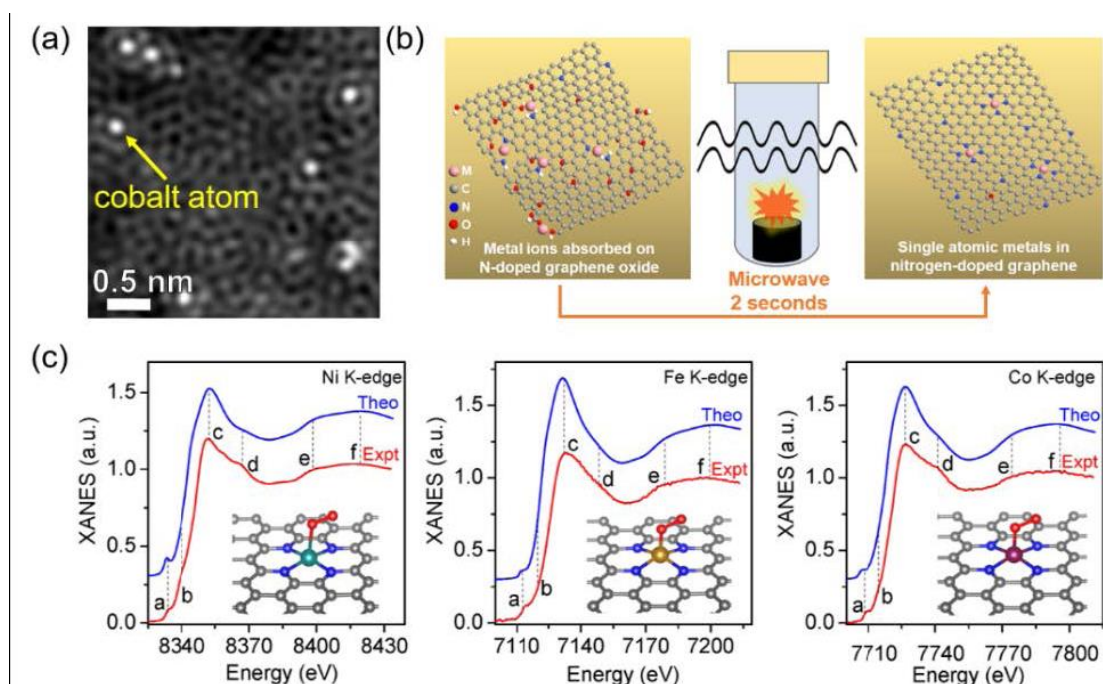 (a)
cobalt atom
0.5 nm
(b)
M
C
N
O
H
Metal ions absorbed on
N-doped graphene oxide
Microwave
2 seconds
Single atomic metals in
nitrogen-doped graphene
(c)
XANES (a.u.)
1.5
1.0
0.5
0.0
Ni K-edge
Theo
Expt
a
b
c
d
e
f
8340
8370
8400
8430
Energy (eV)
XANES (a.u.)
1.5
1.0
0.5
0.0
Fe K-edge
Theo
Expt
a
b
c
d
e
f
7110
7140
7170
7200
Energy (eV)
XANES (a.u.)
1.5
1.0
0.5
0.0
Co K-edge
Theo
Expt
a
b
c
d
e
f
7710
7740
7770
7800
Energy (eV)